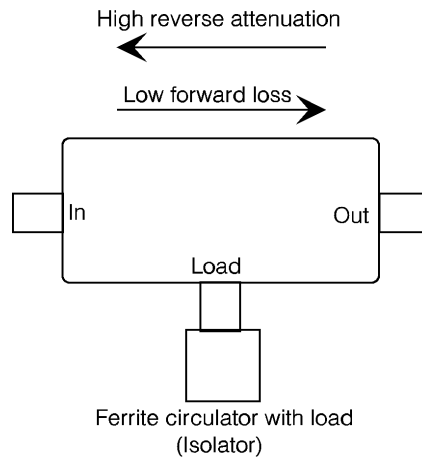 High reverse attenuation
Low forward loss
In
Out
Load
Ferrite circulator with load
(Isolator)